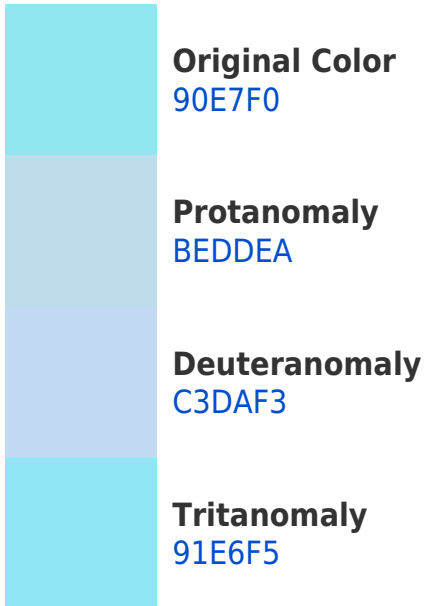 Original Color
90E7F0
Protanomaly
BEDDEA
Deuteranomaly
C3DAF3
Tritanomaly
91E6F5